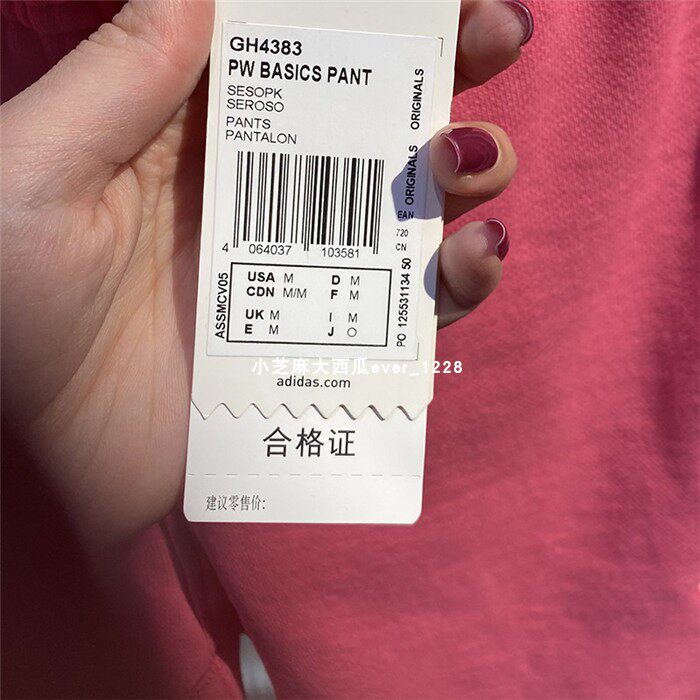 GH4383
PW BASICS PANT
SESOPK
SEROSO
PANTS
PANTALON
ORIGINALS
ORIGINALS
EAN
720
CN
4 064037 103581
USA M D M
CDN M/M F M
UK M I M
E M J O
ASSMCV05
PO 125531134 50
小芝麻大西瓜ever_1228
adidas.com
合格证
建议零售价: